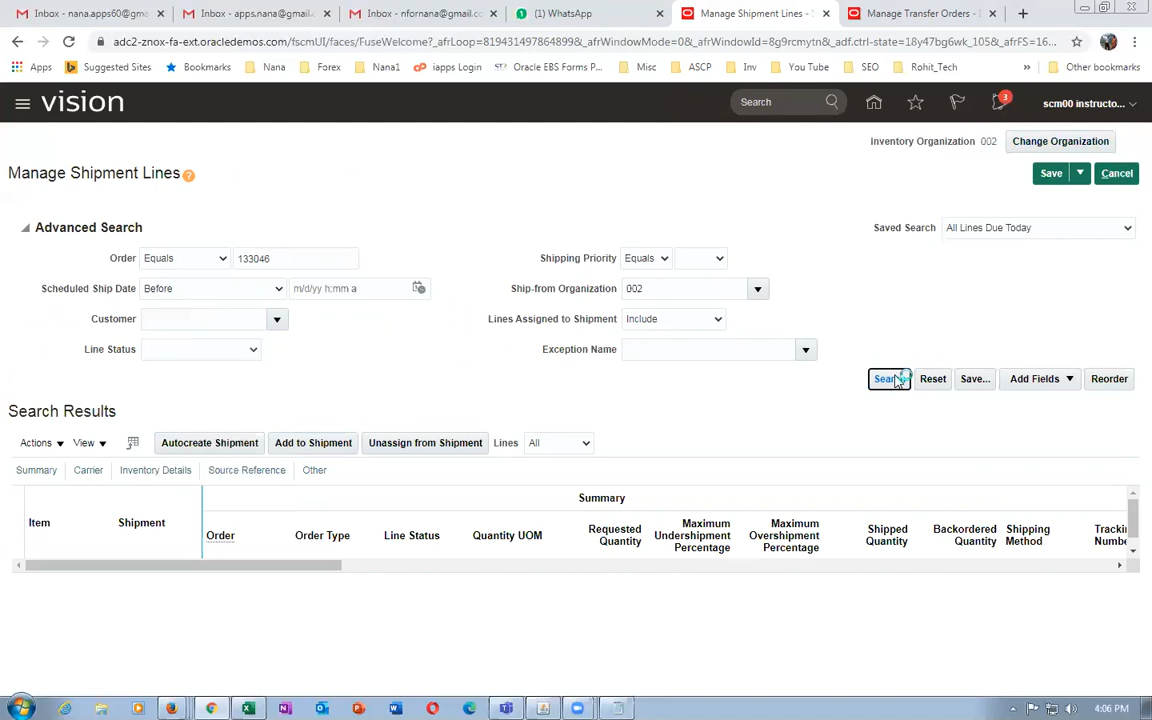 Inbox - nana.apps60@gma
Inbox - apps.nana@gmail.c
Inbox - nfornana@gmail.cc
(1) WhatsApp
Manage Shipment Lines - S
Manage Transfer Orders -
adc2-znox-fa-ext.oracledemos.com/fscmUI/faces/FuseWelcome?_afrLoop=819431497864899&_afrWindowMode=0&_afrWindowId=8g9rcmytn&_adf.ctrl-state=18y47bg6wk_105&_afrFS=16...
Apps Suggested Sites Bookmarks Nana Forex Nana1 iapps Login Oracle EBS Forms P... Misc ASCP Inv You Tube SEO Rohit_Tech » Other bookmarks
vision
Search
3
scm00 instructo...
Inventory Organization 002 Change Organization
Manage Shipment Lines
Save Cancel
Advanced Search
Saved Search All Lines Due Today
Order Equals 133046
Shipping Priority Equals
Scheduled Ship Date Before m/d/yy h:mm a
Ship-from Organization 002
Customer
Lines Assigned to Shipment Include
Line Status
Exception Name
Sear Reset Save... Add Fields Reorder
Search Results
Actions View Autocreate Shipment Add to Shipment Unassign from Shipment Lines All
Summary Carrier Inventory Details Source Reference Other
Summary
Item Shipment Order Order Type Line Status Quantity UOM Requested Quantity Maximum Undershipment Percentage Maximum Overshipment Percentage Shipped Quantity Backordered Quantity Shipping Method Trackin Numbe
4:06 PM